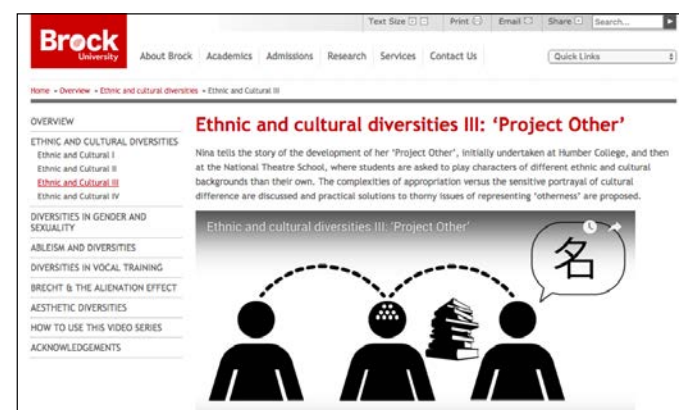 Text Size
Print
Email
Share
Search...
Brock
University
About Brock
Academics
Admissions
Research
Services
Contact Us
Quick Links
Home » Overview » Ethnic and cultural diversities » Ethnic and Cultural III
OVERVIEW
ETHNIC AND CULTURAL DIVERSITIES
Ethnic and Cultural I
Ethnic and Cultural II
Ethnic and Cultural III
Ethnic and Cultural IV
DIVERSITIES IN GENDER AND
SEXUALITY
ABLEISM AND DIVERSITIES
DIVERSITIES IN VOCAL TRAINING
BRECHT & THE ALIENATION EFFECT
AESTHETIC DIVERSITIES
HOW TO USE THIS VIDEO SERIES
ACKNOWLEDGEMENTS
Ethnic and cultural diversities III: ‘Project Other’
Nina tells the story of the development of her ‘Project Other’, initially undertaken at Humber College, and then
at the National Theatre School, where students are asked to play characters of different ethnic and cultural
backgrounds than their own. The complexities of appropriation versus the sensitive portrayal of cultural
difference are discussed and practical solutions to thorny issues of representing ‘otherness’ are proposed.
Ethnic and cultural diversities III: 'Project Other'
名